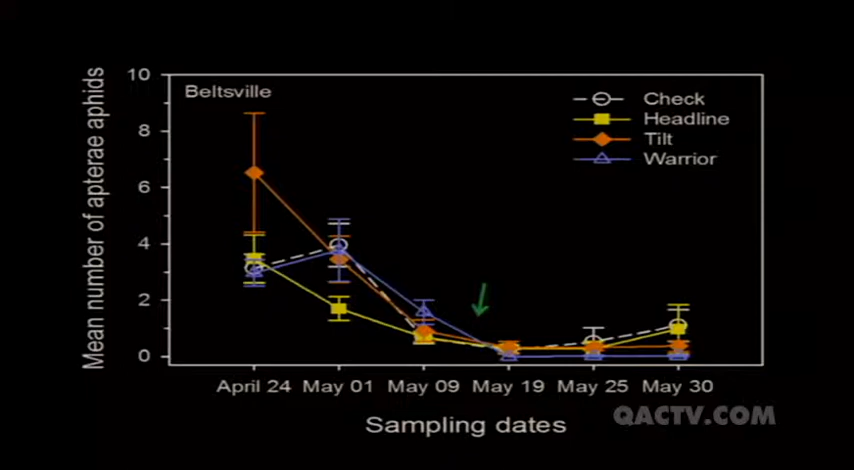 Mean number of apterae aphids
10
8
6
4
2
0
Beltsville
Check
Headline
Tilt
Warrior
April 24 May 01 May 09 May 19 May 25 May 30
Sampling dates
QACTV.COM